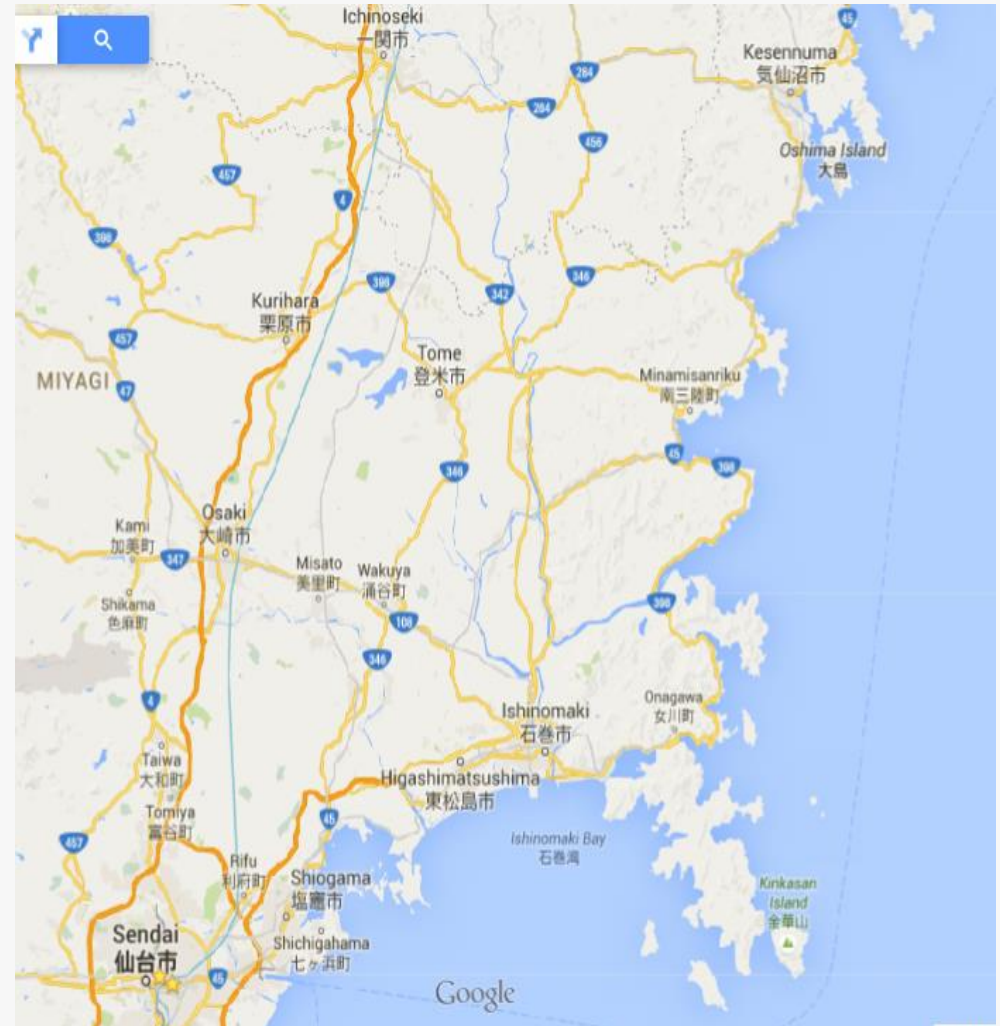 Ichinoseki
一関市
45
Kesennuma
気仙沼市
284
284
456
Oshima Island
大島
457
4
398
398
342
346
Kurihara
栗原市
457
Tome
登米市
MIYAGI
47
Minamisanriku
南三陸町
45
398
346
Osaki
大崎市
Kami
加美町
347
Misato
美里町
Wakuya
涌谷町
Shikama
色麻町
108
398
346
4
Onagawa
女川町
Ishinomaki
石巻市
Taiwa
大和町
Higashimatsushima
東松島市
Tomiya
富谷町
45
457
Ishinomaki Bay
石巻湾
Rifu
利府町
Shiogama
塩竈市
Kinkasan
Island
金華山
Sendai
仙台市
Shichigahama
七ヶ浜町
45
Google